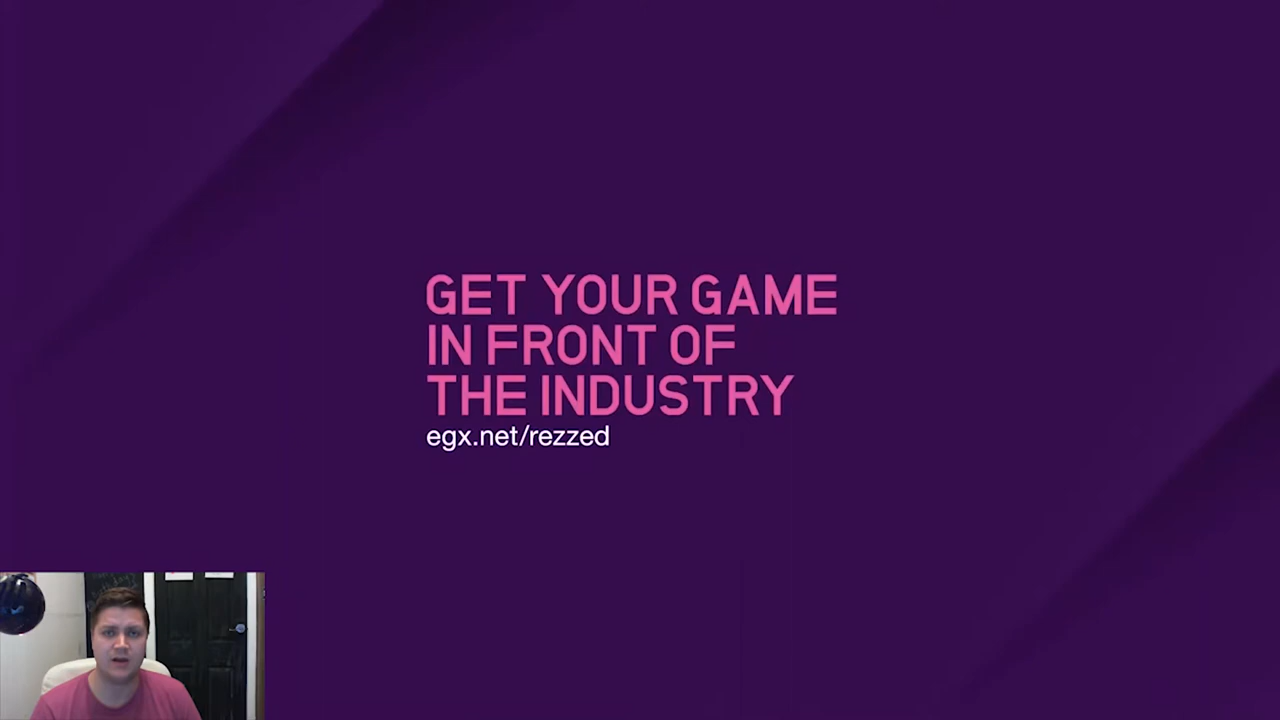 GET YOUR GAME
IN FRONT OF
THE INDUSTRY
egx.net/rezzed